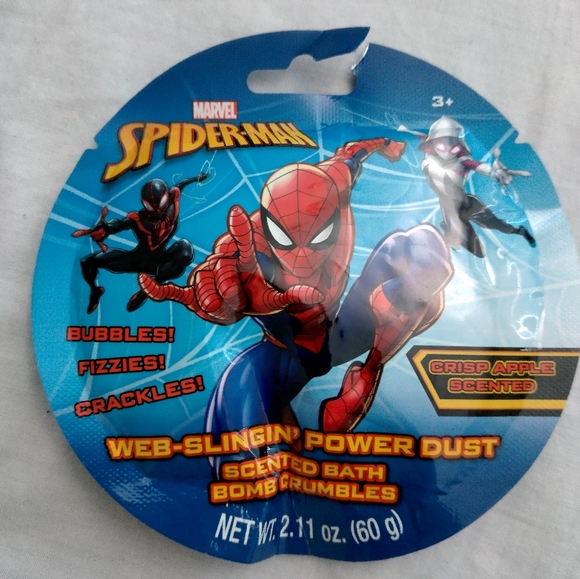 MARVEL
3+
SPIDER-MAN
BUBBLES!
FIZZIES!
CRACKLES!
CRISP APPLE
SCENTED
WEB-SLINGIN' POWER DUST
SCENTED BATH
BOMB CRUMBLES
NET WT. 2.11 oz. (60 g)